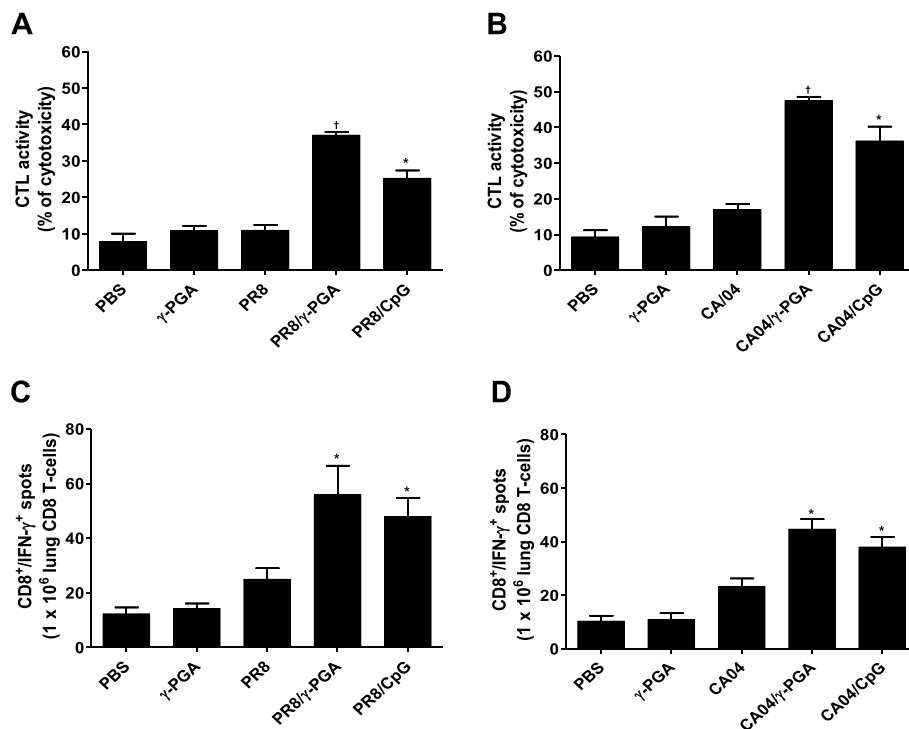 A
CTL activity
(% of cytotoxicity)
60
50
40
30
20
10
0
†
*
PBS
γ-PGA
PR8
PR8/γ-PGA
PR8/CpG
B
CTL activity
(% of cytotoxicity)
60
50
40
30
20
10
0
†
*
PBS
γ-PGA
CA/04
CA04/γ-PGA
CA04/CpG
C
CD8⁺/IFN-γ⁺ spots
(1 x 10⁶ lung CD8 T-cells)
80
60
40
20
0
*
*
PBS
γ-PGA
PR8
PR8/γ-PGA
PR8/CpG
D
CD8⁺/IFN-γ⁺ spots
(1 x 10⁶ lung CD8 T-cells)
80
60
40
20
0
*
*
PBS
γ-PGA
CA04
CA04/γ-PGA
CA04/CpG